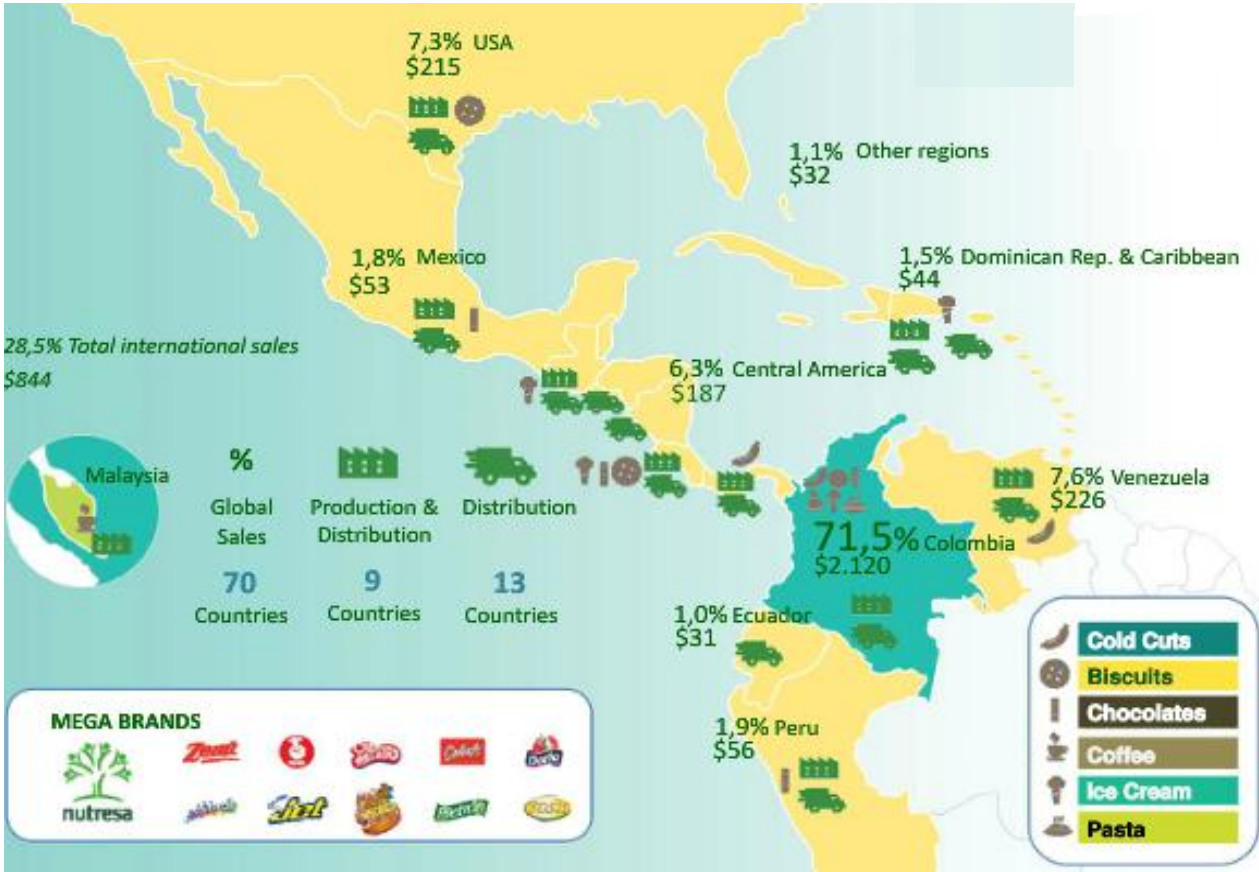 7,3% USA
$215
1,1% Other regions
$32
1,8% Mexico
$53
1,5% Dominican Rep. & Caribbean
$44
28,5% Total international sales
$844
6,3% Central America
$187
Malaysia
%
Global
Sales
70
Countries
Production &
Distribution
9
Countries
Distribution
13
Countries
7,6% Venezuela
$226
71,5% Colombia
$2.120
1,0% Ecuador
$31
1,9% Peru
$56
Cold Cuts
Biscuits
Chocolates
Coffee
Ice Cream
Pasta
MEGA BRANDS
nutresa
Zenú